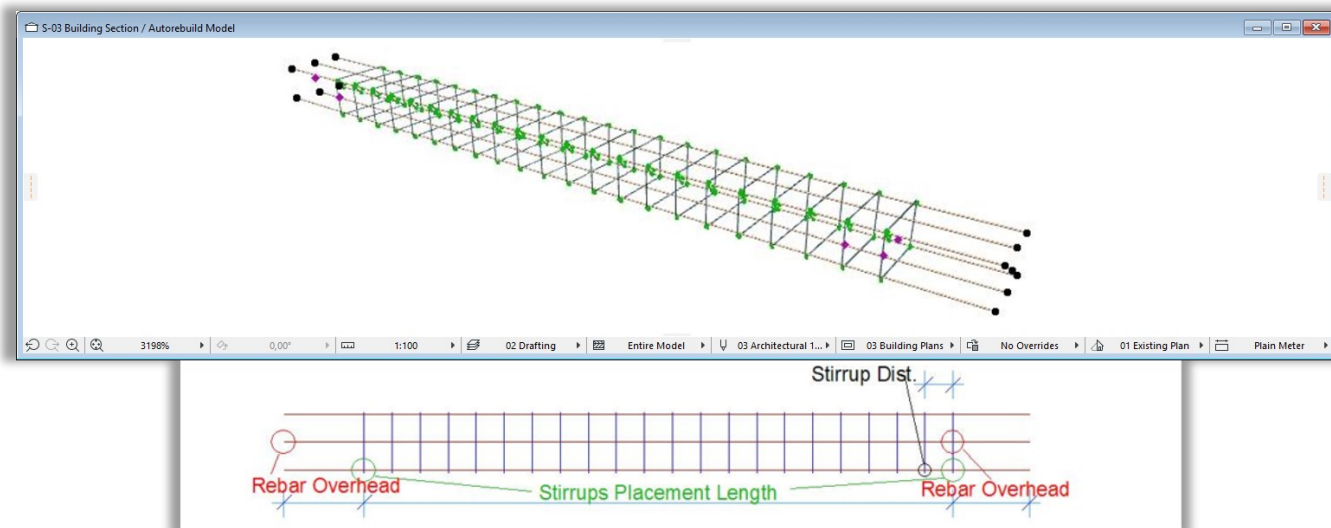 S-03 Building Section / Autorebuild Model
3198% 0,00° 1:100 02 Drafting Entire Model 03 Architectural 1... 03 Building Plans No Overrides 01 Existing Plan Plain Meter
Stirrup Dist.
Rebar Overhead Stirrups Placement Length Rebar Overhead